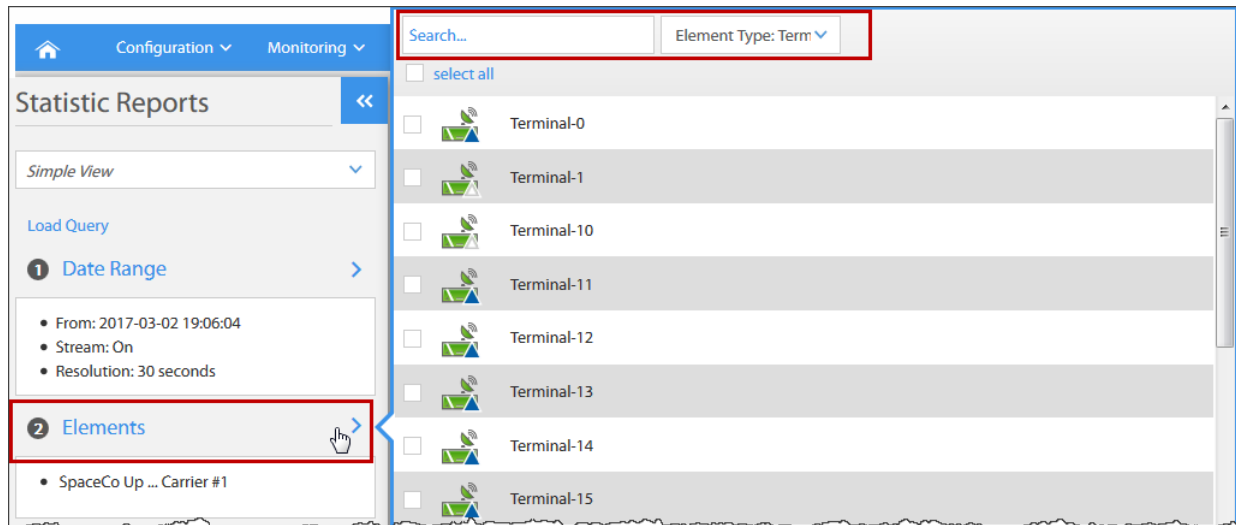 Configuration Monitoring
Statistic Reports
Simple View
Load Query
1 Date Range
From: 2017-03-02 19:06:04
Stream: On
Resolution: 30 seconds
2 Elements
SpaceCo Up ... Carrier #1
Search... Element Type: Term
select all
Terminal-0
Terminal-1
Terminal-10
Terminal-11
Terminal-12
Terminal-13
Terminal-14
Terminal-15